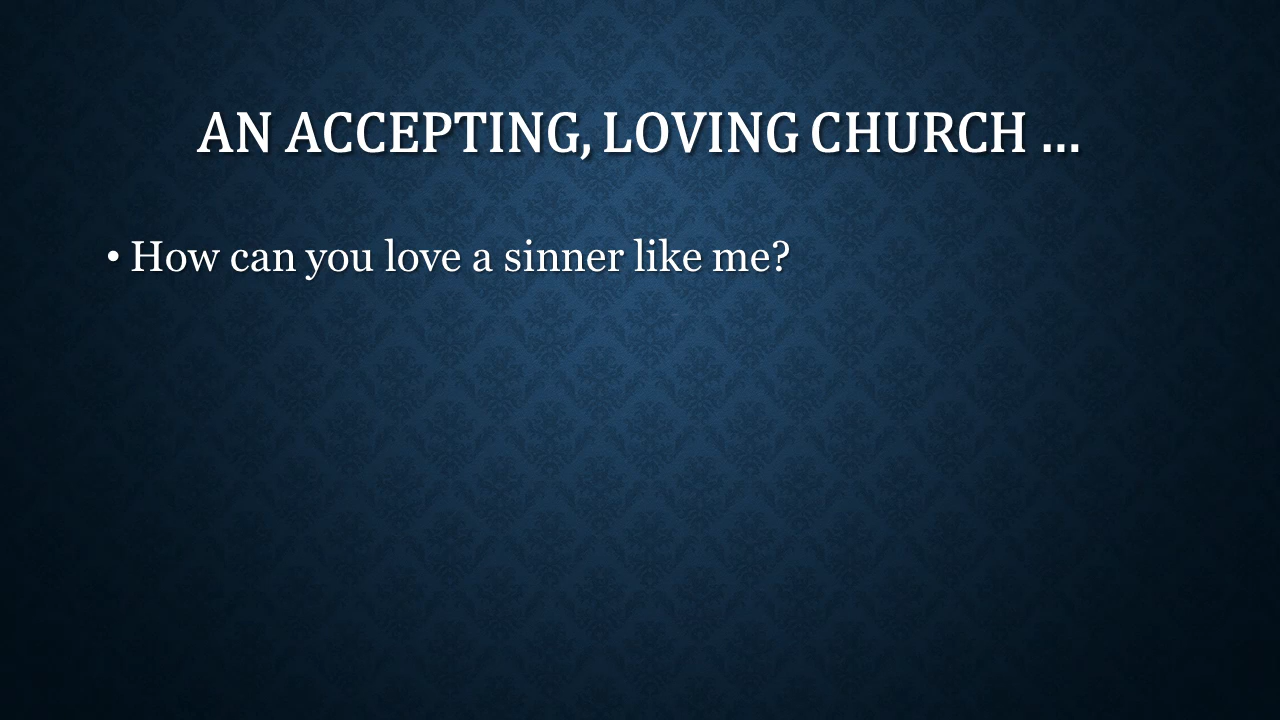 AN ACCEPTING, LOVING CHURCH ...
• How can you love a sinner like me?